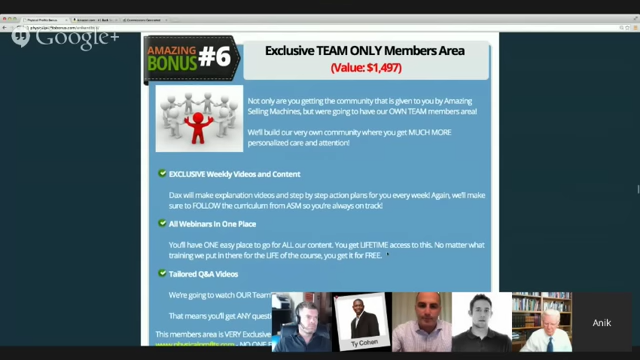 Google+
AMAZING
BONUS #6
Exclusive TEAM ONLY Members Area
(Value: $1,497)
Not only are you getting the community that is given to you by Amazing
Selling Machines, but were going to have our OWN TEAM members area!
We'll build our very own community where you get MUCH MORE
personalized care and attention!
EXCLUSIVE Weekly Videos and Content
Dax will make explanation videos and step by step action plans for you every week! Again, we'll make
sure to FOLLOW the curriculum from ASM so you're always on track!
All Webinars In One Place
You'll have ONE easy place to go for ALL our content. You get LIFETIME access to this. No matter what
training we put in there for the LIFE of the course, you get it for FREE.
Tailored Q&A Videos
We're going to watch OUR Team
That means you'll get ANY quest
This members area is VERY Exclusive
Ty Cohan
Anik